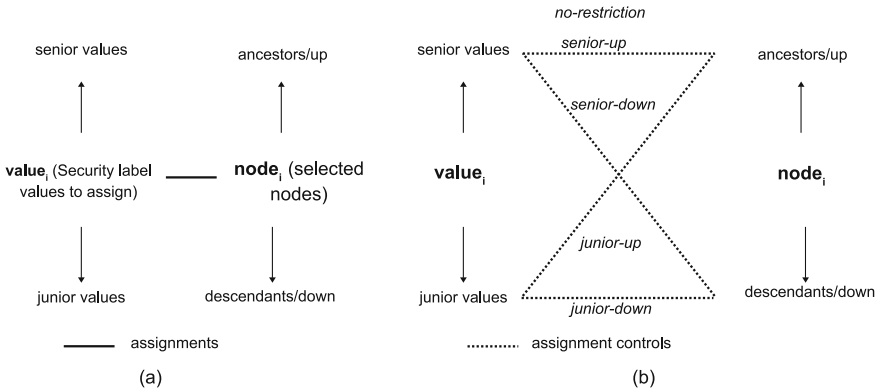 no-restriction
senior values
ancestors/up
senior values
senior-up
ancestors/up
senior-down
valueᵢ (Security label
values to assign)
nodeᵢ (selected
nodes)
valueᵢ
nodeᵢ
junior-up
junior values
descendants/down
junior values
junior-down
descendants/down
assignments
assignment controls
(a)
(b)